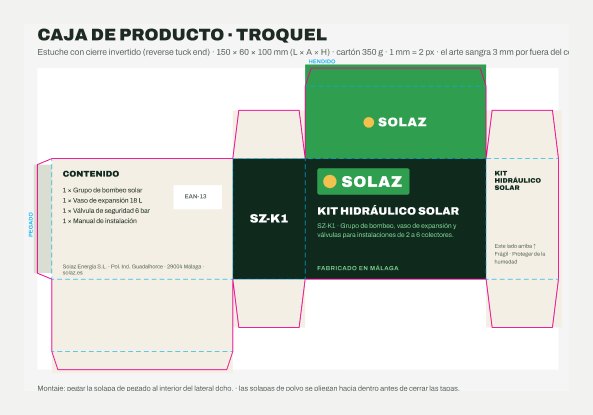 CAJA DE PRODUCTO · TROQUEL
Estuche con cierre invertido (reverse tuck end) · 150 × 60 × 100 mm (L × A × H) · cartón 350 g · 1 mm = 2 px · el arte sangra 3 mm por fuera del
HENDIDO
SOLAZ
CONTENIDO
1 × Grupo de bombeo solar
1 × Vaso de expansión 18 L
1 × Válvula de seguridad 6 bar
1 × Manual de instalación
EAN-13
Solaz Energía S.L. · Pol. Ind. Guadalhorce · 29004 Málaga ·
solaz.es
PEGADO
SZ-K1
SOLAZ
KIT HIDRÁULICO SOLAR
SZ-K1 · Grupo de bombeo, vaso de expansión y
válvulas para instalaciones de 2 a 6 colectores.
FABRICADO EN MÁLAGA
KIT
HIDRÁULICO
SOLAR
Este lado arriba ↑
Frágil · Proteger de la
humedad
Montaje: pegar la solapa de pegado al interior del lateral dcho. · las solapas de polvo se pliegan hacia dentro antes de cerrar las tapas.